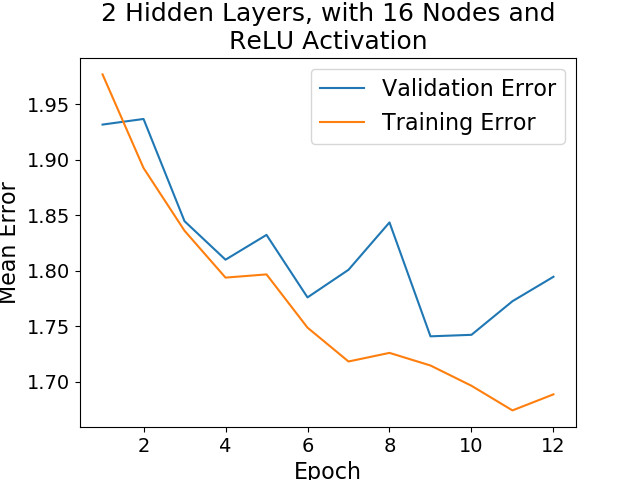 2 Hidden Layers, with 16 Nodes and
ReLU Activation
Validation Error
Training Error
Mean Error
1.95
1.90
1.85
1.80
1.75
1.70
2 4 6 8 10 12
Epoch